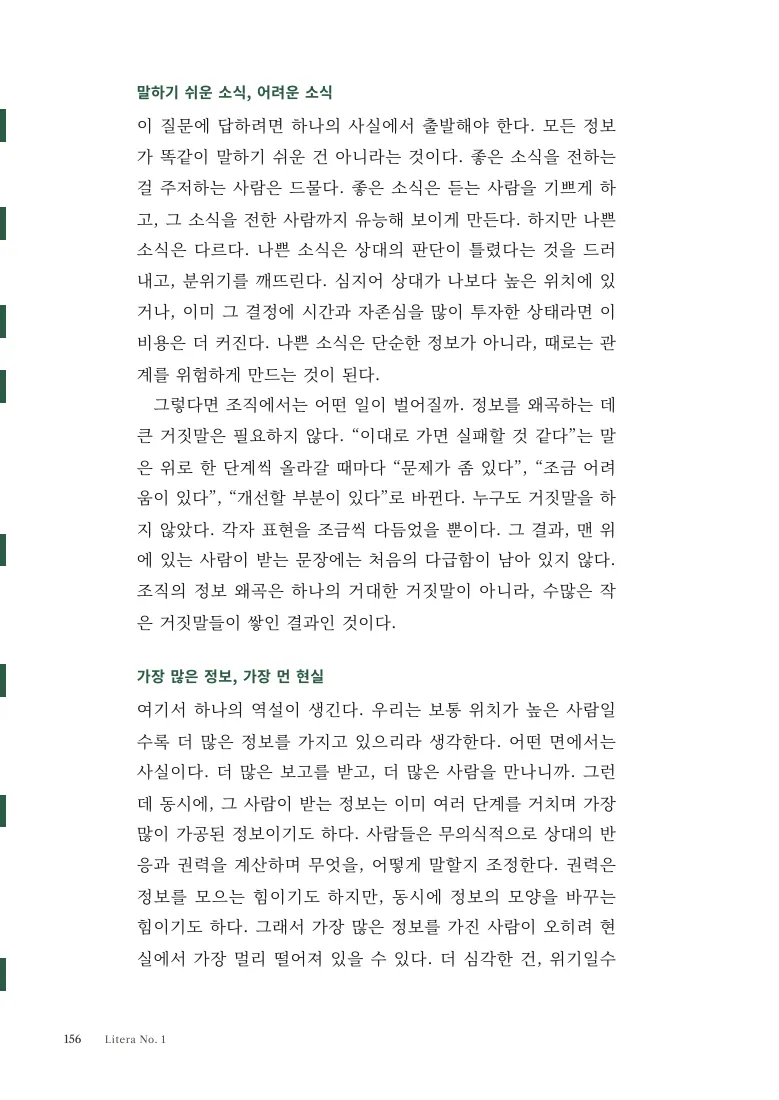 말하기 쉬운 소식, 어려운 소식
이 질문에 답하려면 하나의 사실에서 출발해야 한다. 모든 정보
가 똑같이 말하기 쉬운 건 아니라는 것이다. 좋은 소식을 전하는
걸 주저하는 사람은 드물다. 좋은 소식은 듣는 사람을 기쁘게 하
고, 그 소식을 전한 사람까지 유능해 보이게 만든다. 하지만 나쁜
소식은 다르다. 나쁜 소식은 상대의 판단이 틀렸다는 것을 드러
내고, 분위기를 깨뜨린다. 심지어 상대가 나보다 높은 위치에 있
거나, 이미 그 결정에 시간과 자존심을 많이 투자한 상태라면 이
비용은 더 커진다. 나쁜 소식은 단순한 정보가 아니라, 때로는 관
계를 위험하게 만드는 것이 된다.
그렇다면 조직에서는 어떤 일이 벌어질까. 정보를 왜곡하는 데
큰 거짓말은 필요하지 않다. “이대로 가면 실패할 것 같다”는 말
은 위로 한 단계씩 올라갈 때마다 “문제가 좀 있다”, “조금 어려
움이 있다”, “개선할 부분이 있다”로 바뀐다. 누구도 거짓말을 하
지 않았다. 각자 표현을 조금씩 다듬었을 뿐이다. 그 결과, 맨 위
에 있는 사람이 받는 문장에는 처음의 다급함이 남아 있지 않다.
조직의 정보 왜곡은 하나의 거대한 거짓말이 아니라, 수많은 작
은 거짓말들이 쌓인 결과인 것이다.
가장 많은 정보, 가장 먼 현실
여기서 하나의 역설이 생긴다. 우리는 보통 위치가 높은 사람일
수록 더 많은 정보를 가지고 있으리라 생각한다. 어떤 면에서는
사실이다. 더 많은 보고를 받고, 더 많은 사람을 만나니까. 그런
데 동시에, 그 사람이 받는 정보는 이미 여러 단계를 거치며 가장
많이 가공된 정보이기도 하다. 사람들은 무의식적으로 상대의 반
응과 권력을 계산하며 무엇을, 어떻게 말할지 조정한다. 권력은
정보를 모으는 힘이기도 하지만, 동시에 정보의 모양을 바꾸는
힘이기도 하다. 그래서 가장 많은 정보를 가진 사람이 오히려 현
실에서 가장 멀리 떨어져 있을 수 있다. 더 심각한 건, 위기일수
156 Litera No. 1